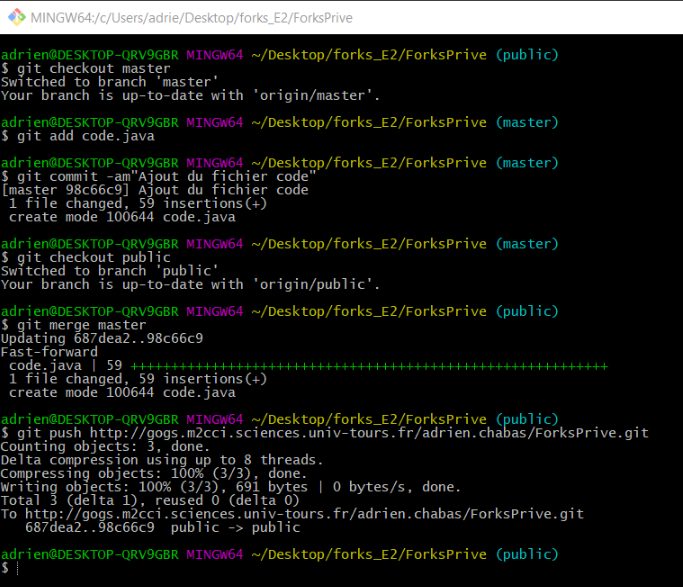 MINGW64:/c/Users/adrie/Desktop/forks_E2/ForksPrive
adrien@DESKTOP-QRV9GBR MINGW64 ~/Desktop/forks_E2/ForksPrive (public)
$ git checkout master
Switched to branch 'master'
Your branch is up-to-date with 'origin/master'.
adrien@DESKTOP-QRV9GBR MINGW64 ~/Desktop/forks_E2/ForksPrive (master)
$ git add code.java
adrien@DESKTOP-QRV9GBR MINGW64 ~/Desktop/forks_E2/ForksPrive (master)
$ git commit -am"Ajout du fichier code"
[master 98c66c9] Ajout du fichier code
 1 file changed, 59 insertions(+)
 create mode 100644 code.java
adrien@DESKTOP-QRV9GBR MINGW64 ~/Desktop/forks_E2/ForksPrive (master)
$ git checkout public
Switched to branch 'public'
Your branch is up-to-date with 'origin/public'.
adrien@DESKTOP-QRV9GBR MINGW64 ~/Desktop/forks_E2/ForksPrive (public)
$ git merge master
Updating 687dea2..98c66c9
Fast-forward
 code.java | 59 +++++++++++++++++++++++++++++++++++++++++++++++++++++++++++
 1 file changed, 59 insertions(+)
 create mode 100644 code.java
adrien@DESKTOP-QRV9GBR MINGW64 ~/Desktop/forks_E2/ForksPrive (public)
$ git push http://gogs.m2cci.sciences.univ-tours.fr/adrien.chabas/ForksPrive.git
Counting objects: 3, done.
Delta compression using up to 8 threads.
Compressing objects: 100% (3/3), done.
Writing objects: 100% (3/3), 691 bytes | 0 bytes/s, done.
Total 3 (delta 1), reused 0 (delta 0)
To http://gogs.m2cci.sciences.univ-tours.fr/adrien.chabas/ForksPrive.git
   687dea2..98c66c9  public -> public
adrien@DESKTOP-QRV9GBR MINGW64 ~/Desktop/forks_E2/ForksPrive (public)
$